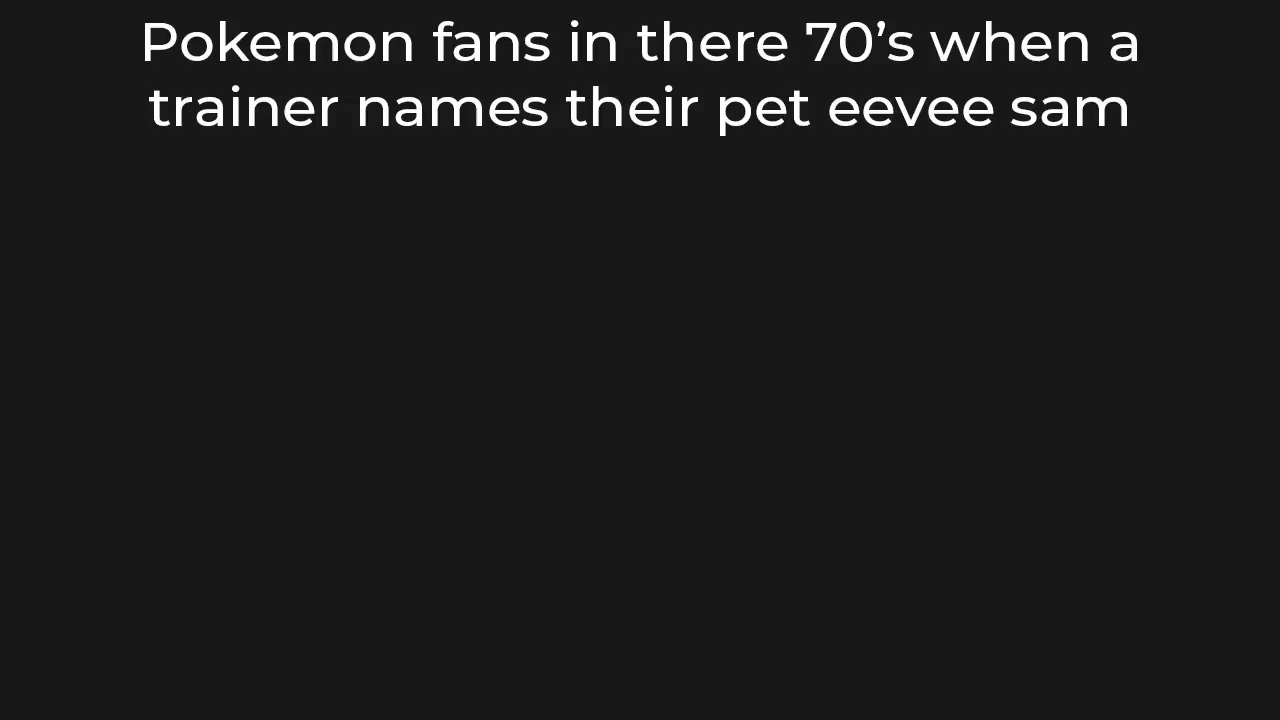 Pokemon fans in there 70’s when a
trainer names their pet eevee sam